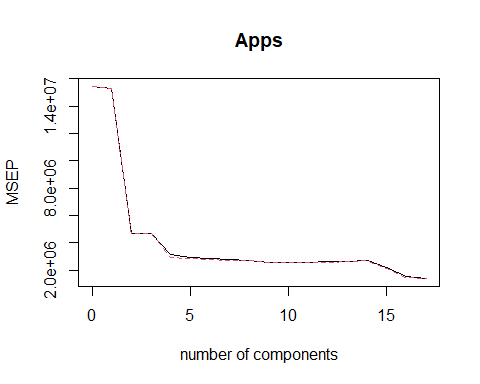 Apps
MSEP
1.4e+07
8.0e+06
2.0e+06
0 5 10 15
number of components